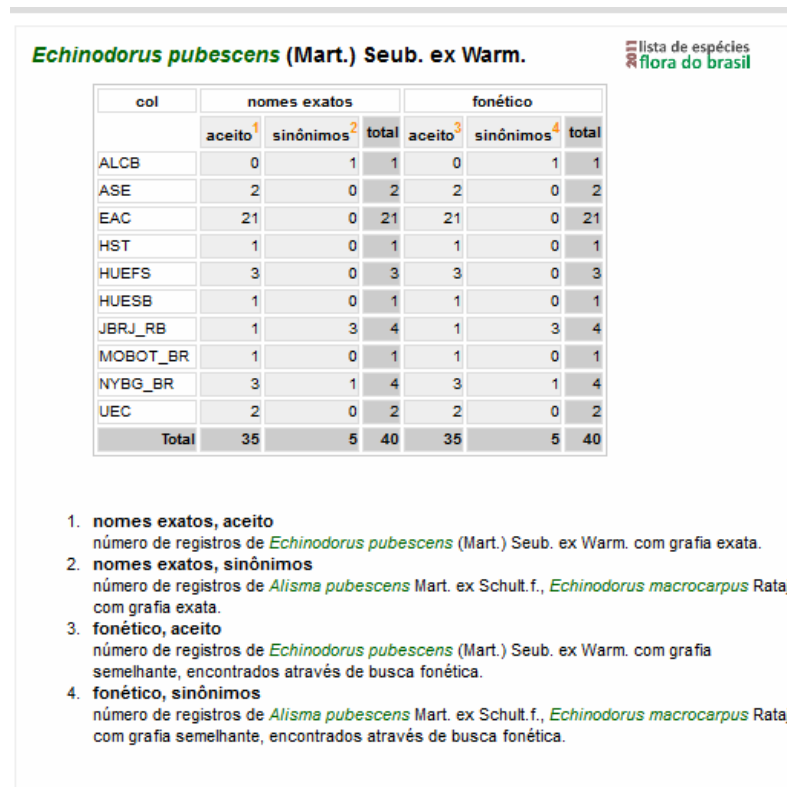 Echinodorus pubescens (Mart.) Seub. ex Warm.
2011 lista de espécies
flora do brasil
col nomes exatos fonético
aceito1 sinônimos2 total aceito3 sinônimos4 total
ALCB 0 1 1 0 1 1
ASE 2 0 2 2 0 2
EAC 21 0 21 21 0 21
HST 1 0 1 1 0 1
HUEFS 3 0 3 3 0 3
HUESB 1 0 1 1 0 1
JBRJ_RB 1 3 4 1 3 4
MOBOT_BR 1 0 1 1 0 1
NYBG_BR 3 1 4 3 1 4
UEC 2 0 2 2 0 2
Total 35 5 40 35 5 40
1. nomes exatos, aceito
número de registros de Echinodorus pubescens (Mart.) Seub. ex Warm. com grafia exata.
2. nomes exatos, sinônimos
número de registros de Alisma pubescens Mart. ex Schult.f., Echinodorus macrocarpus Rataj
com grafia exata.
3. fonético, aceito
número de registros de Echinodorus pubescens (Mart.) Seub. ex Warm. com grafia
semelhante, encontrados através de busca fonética.
4. fonético, sinônimos
número de registros de Alisma pubescens Mart. ex Schult.f., Echinodorus macrocarpus Rataj
com grafia semelhante, encontrados através de busca fonética.